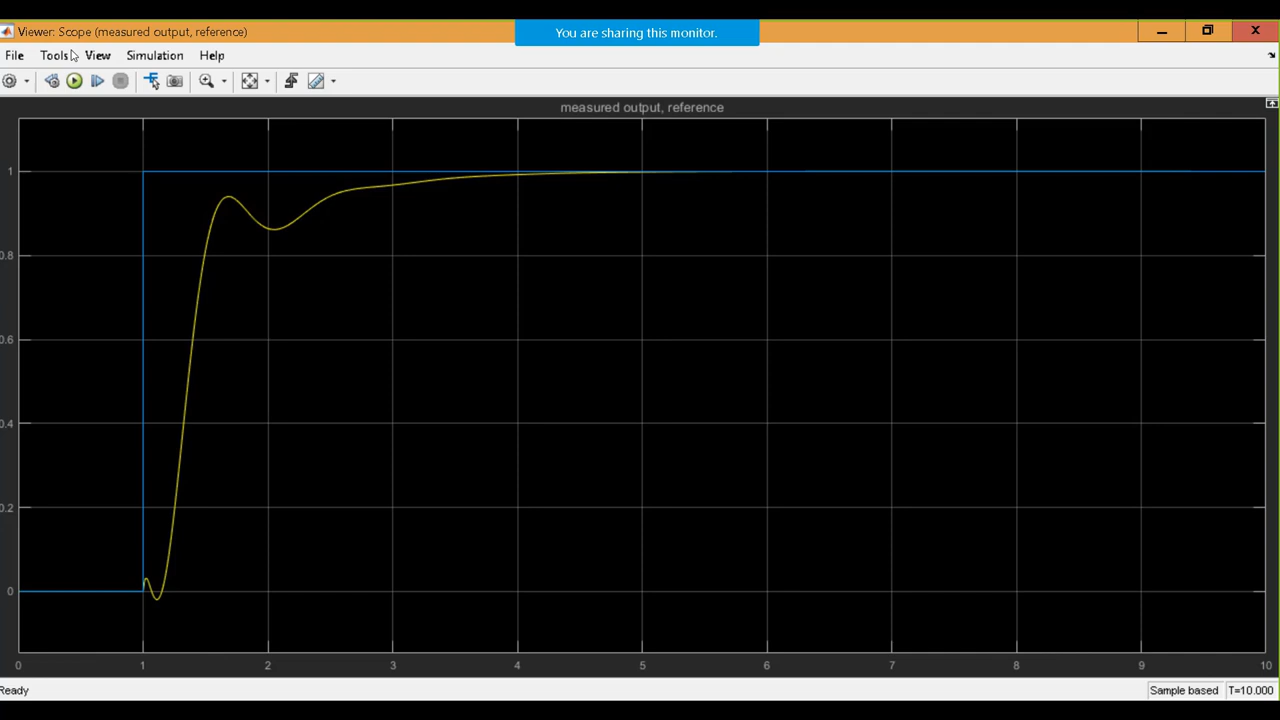 Viewer: Scope (measured output, reference)
You are sharing this monitor.
File Tools View Simulation Help
measured output, reference
1
0.8
0.6
0.4
0.2
0
0 1 2 3 4 5 6 7 8 9 10
Ready
Sample based T=10.000